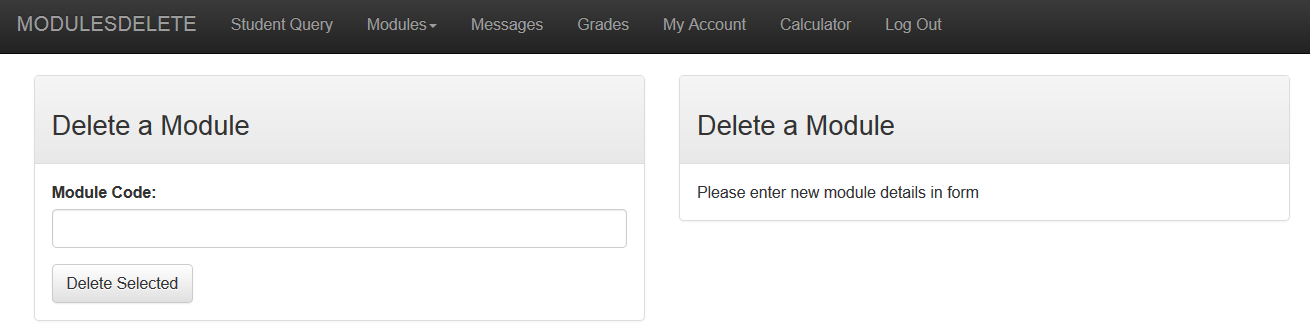 MODULESDELETE Student Query Modules Messages Grades My Account Calculator Log Out
Delete a Module
Module Code:
Delete Selected
Delete a Module
Please enter new module details in form